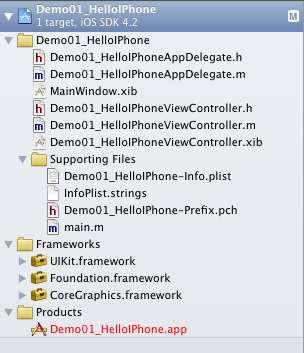 Demo01_HelloIPhone
1 target, iOS SDK 4.2
Demo01_HelloIPhone
h Demo01_HelloIPhoneAppDelegate.h
m Demo01_HelloIPhoneAppDelegate.m
MainWindow.xib
h Demo01_HelloIPhoneViewController.h
m Demo01_HelloIPhoneViewController.m
Demo01_HelloIPhoneViewController.xib
Supporting Files
Demo01_HelloIPhone-Info.plist
InfoPlist.strings
h Demo01_HelloIPhone-Prefix.pch
m main.m
Frameworks
UIKit.framework
Foundation.framework
CoreGraphics.framework
Products
Demo01_HelloIPhone.app